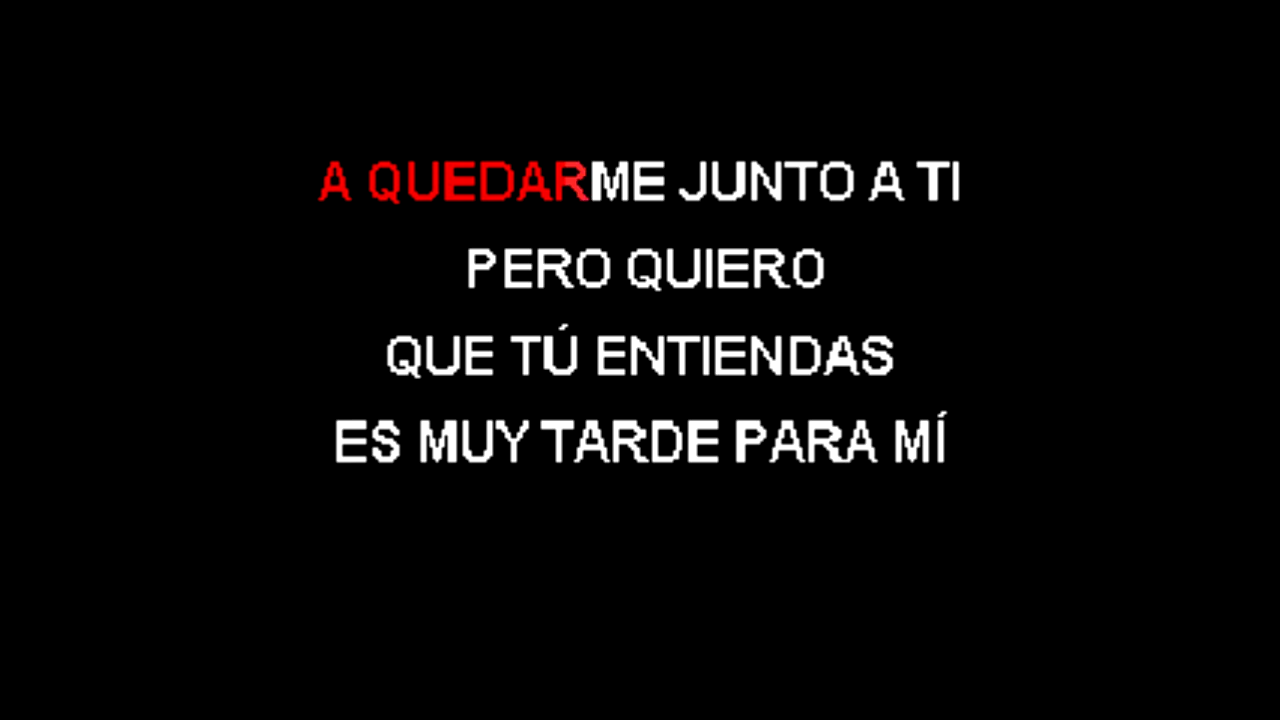 A QUEDARME JUNTO A TI
PERO QUIERO
QUE TÚ ENTIENDAS
ES MUY TARDE PARA MÍ